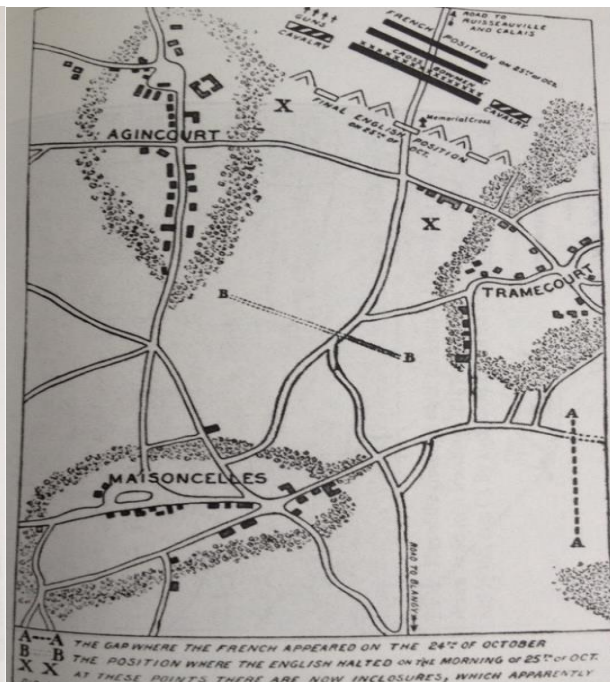 ROAD TO
RUISSEAUVILLE
AND CALAIS
GUNS
CAVALRY
FRENCH POSITION ON 25TH OF OCT.
CROSSBOWMEN
CAVALRY
X
FINAL ENGLISH POSITION
ON 25TH OF OCT.
Memorial Cross
AGINCOURT
X
TRAMECOURT
B
B
A
MAISONCELLES
A
ROAD TO BLANGY
A---A THE GAP WHERE THE FRENCH APPEARED ON THE 24TH OF OCTOBER
B---B THE POSITION WHERE THE ENGLISH HALTED ON THE MORNING OF 25TH OF OCT.
X X AT THESE POINTS THERE ARE NOW INCLOSURES, WHICH APPARENTLY